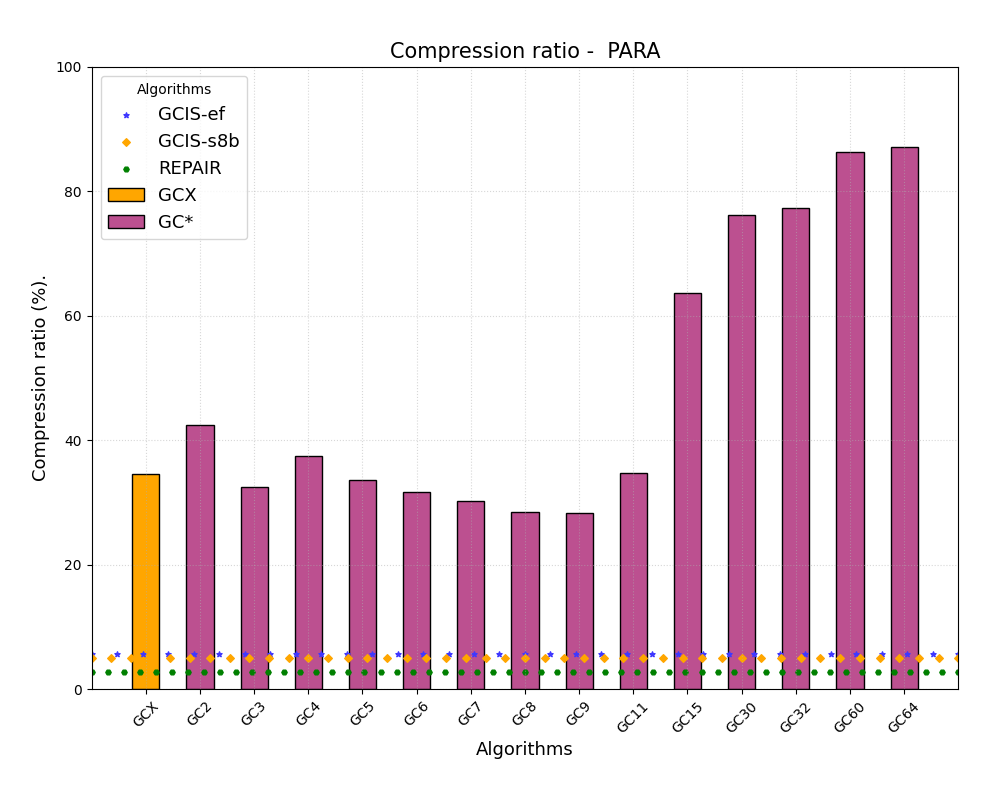 Compression ratio - PARA
Compression ratio (%).
100
80
60
40
20
0
Algorithms
GCIS-ef
GCIS-s8b
REPAIR
GCX
GC*
GCX
GC2
GC3
GC4
GC5
GC6
GC7
GC8
GC9
GC11
GC15
GC30
GC32
GC60
GC64
Algorithms